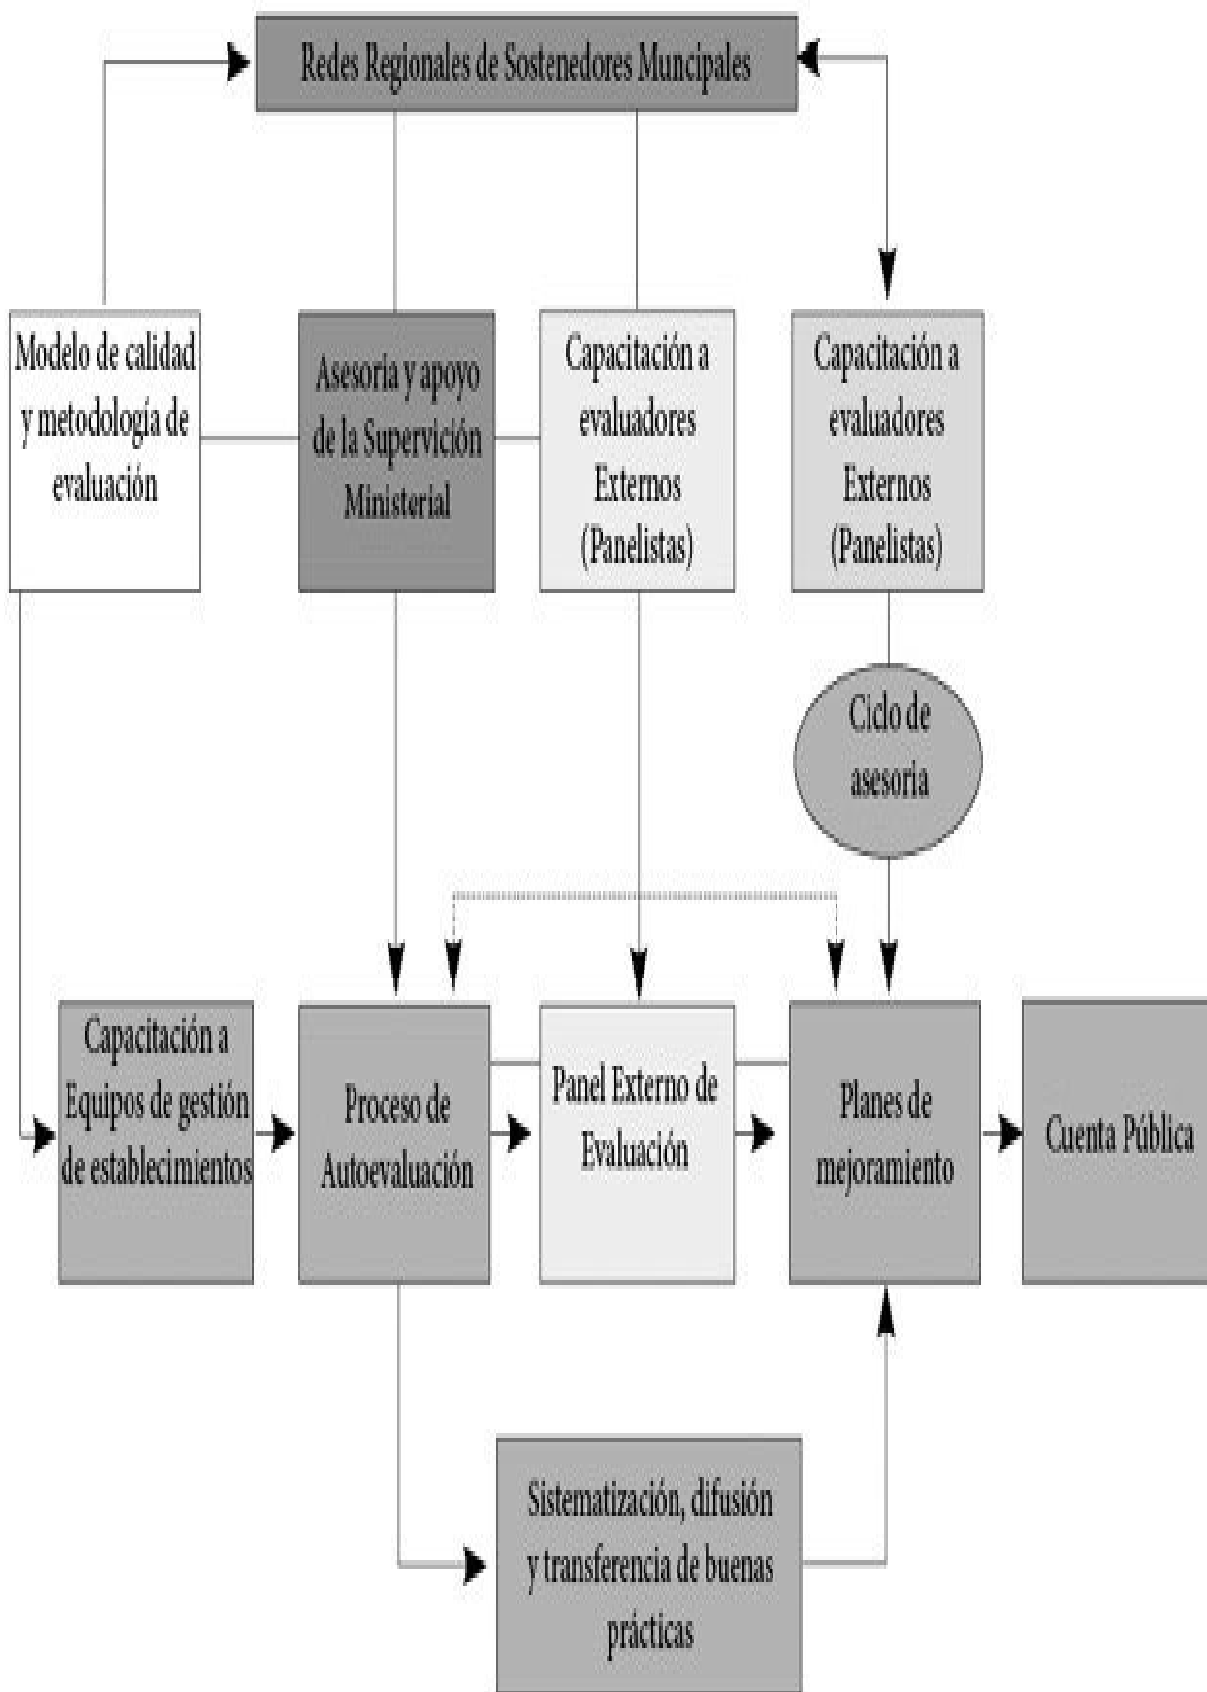 Redes Regionales de Sostenedores Muncipales
Modelo de calidad
y metodología de
evaluación
Asesoría y apoyo
de la Supervición
Ministerial
Capacitación a
evaluadores
Externos
(Panelistas)
Capacitación a
evaluadores
Externos
(Panelistas)
Ciclo de
asesoría
Capacitación a
Equipos de gestión
de establecimientos
Proceso de
Autoevaluación
Panel Externo de
Evaluación
Planes de
mejoramiento
Cuenta Pública
Sistematización, difusión
y transferencia de buenas
prácticas